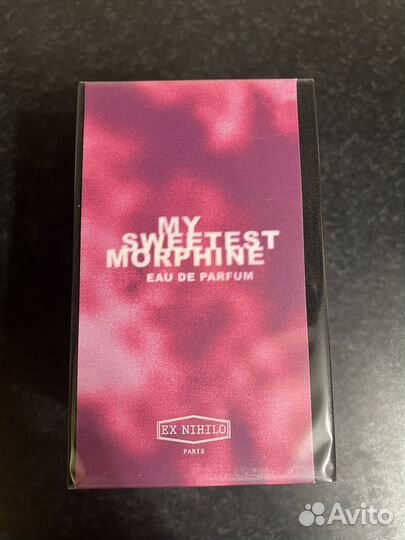 MY
SWEETEST
MORPHINE
EAU DE PARFUM
EX NIHILO
PARIS
Avito